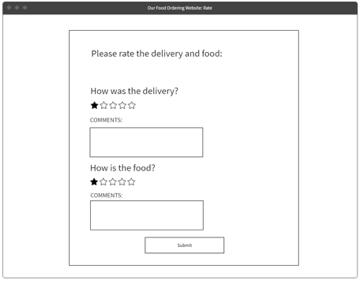 Our Food Ordering Website: Rate
Please rate the delivery and food:
How was the delivery?
COMMENTS:
How is the food?
COMMENTS:
Submit